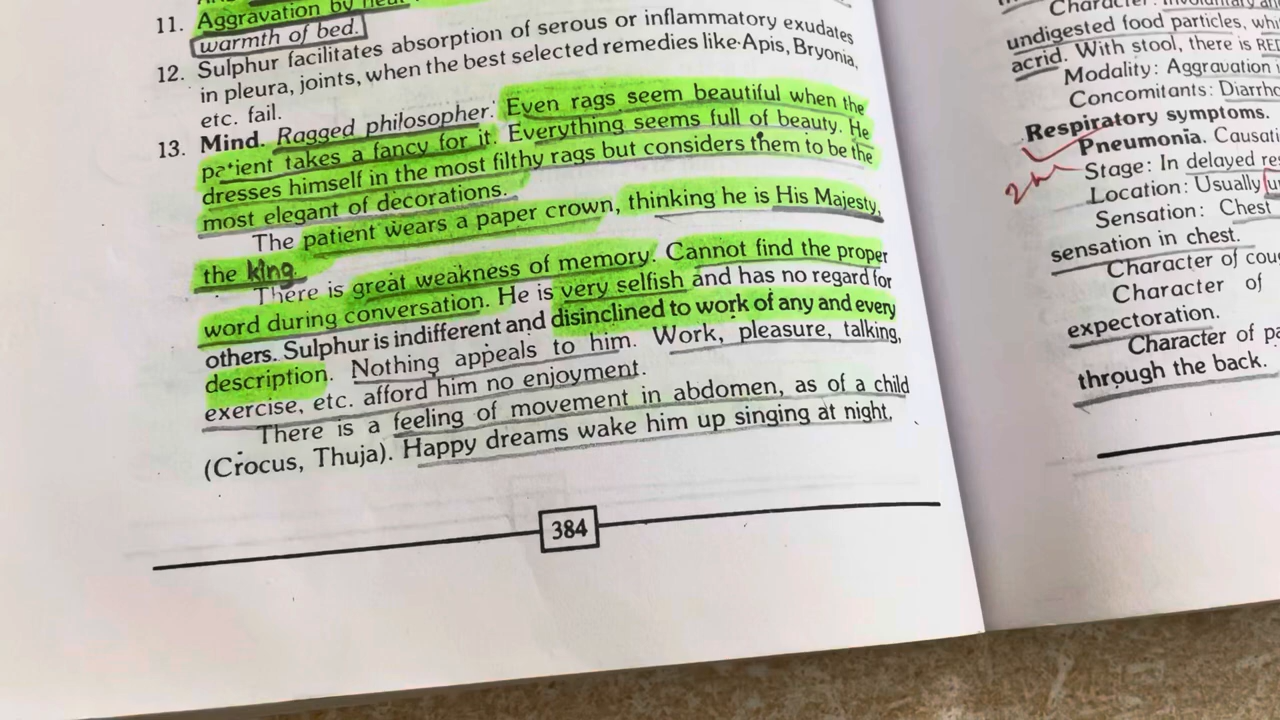 11. Aggravation by heat
warmth of bed.
12. Sulphur facilitates absorption of serous or inflammatory exudates
in pleura, joints, when the best selected remedies like Apis, Bryonia,
etc. fail.
13. Mind. Ragged philosopher. Even rags seem beautiful when the
patient takes a fancy for it. Everything seems full of beauty. He
dresses himself in the most filthy rags but considers them to be the
most elegant of decorations.
The patient wears a paper crown, thinking he is His Majesty,
the king.
There is great weakness of memory. Cannot find the proper
word during conversation. He is very selfish and has no regard for
others. Sulphur is indifferent and disinclined to work of any and every
description. Nothing appeals to him. Work, pleasure, talking,
exercise, etc. afford him no enjoyment.
There is a feeling of movement in abdomen, as of a child
(Crocus, Thuja). Happy dreams wake him up singing at night.
384
Character: Involuntary and
undigested food particles,
acrid. With stool, there is
Modality: Aggravation
Concomitants:
Respiratory symptoms.
Pneumonia.
Stage: In delayed
Location: Usually
Sensation: Chest
sensation in chest.
Character of
Character of
expectoration.
Character of
through the back.